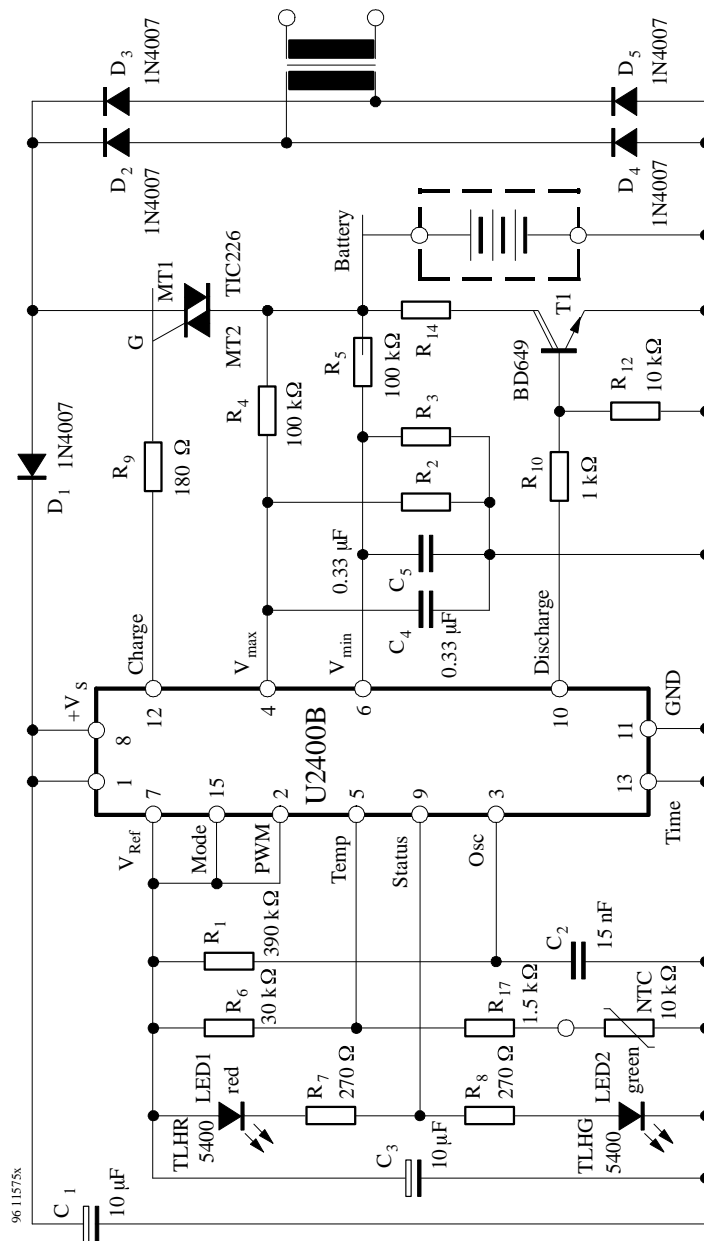 D3
1N4007
D2
1N4007
D5
1N4007
D4
1N4007
Battery
MT1
TIC226
G
MT2
R14
T1
BD649
R5
100 kΩ
R4
100 kΩ
R3
R2
R12
10 kΩ
R10
1 kΩ
D1
1N4007
R9
180 Ω
0.33 µF
C5
C4
0.33 µF
Charge
Vmax
Vmin
Discharge
+VS
8
1
12
4
6
10
11
GND
13
Time
U2400B
7
15
2
5
9
3
VRef
Mode
PWM
Temp
Status
Osc
R1
390 kΩ
R6
30 kΩ
C2
15 nF
R17
1.5 kΩ
NTC
10 kΩ
LED1
red
TLHR
5400
R7
270 Ω
R8
270 Ω
LED2
green
TLHG
5400
C3
10 µF
C1
10 µF
96 11575x